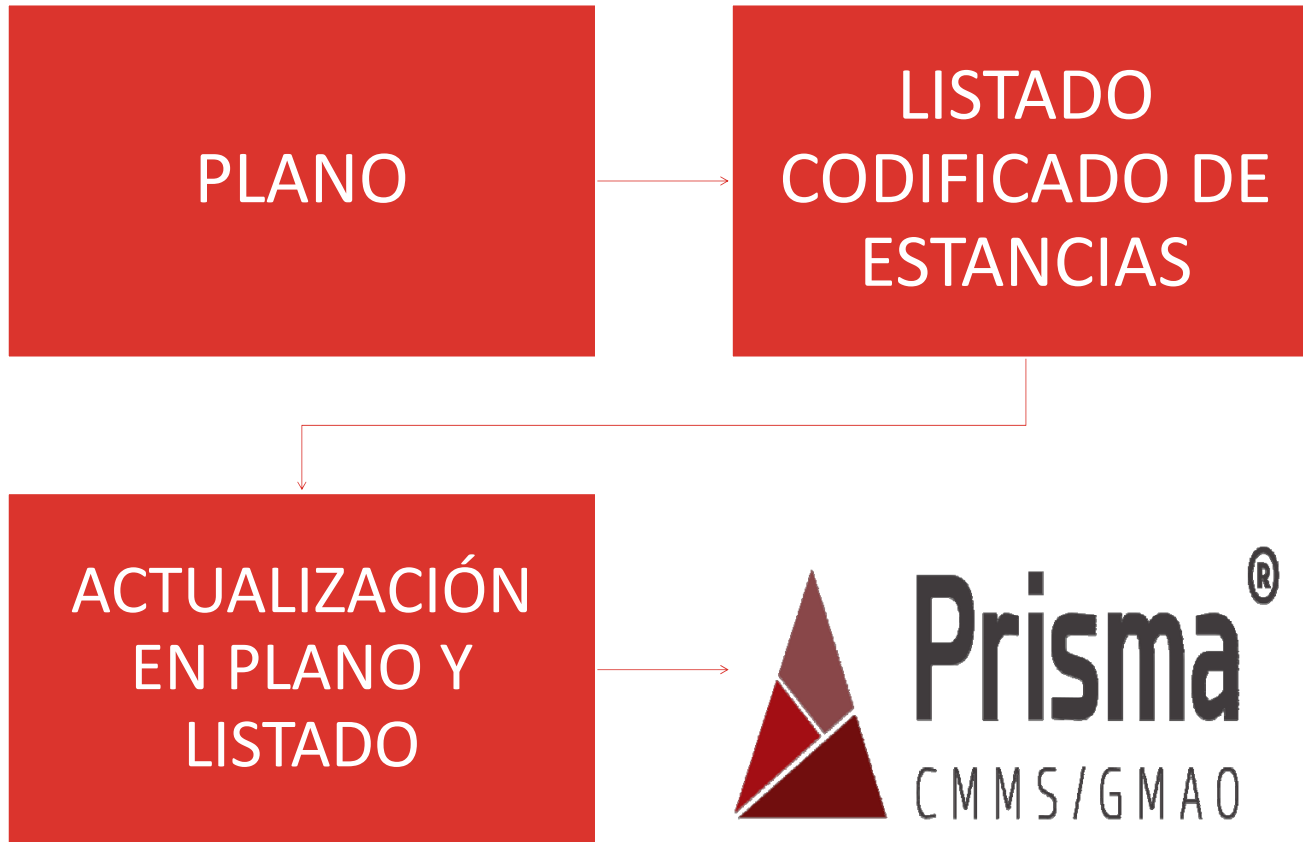 PLANO
LISTADO
CODIFICADO DE
ESTANCIAS
ACTUALIZACIÓN
EN PLANO Y
LISTADO
Prisma®
CMMS/GMAO